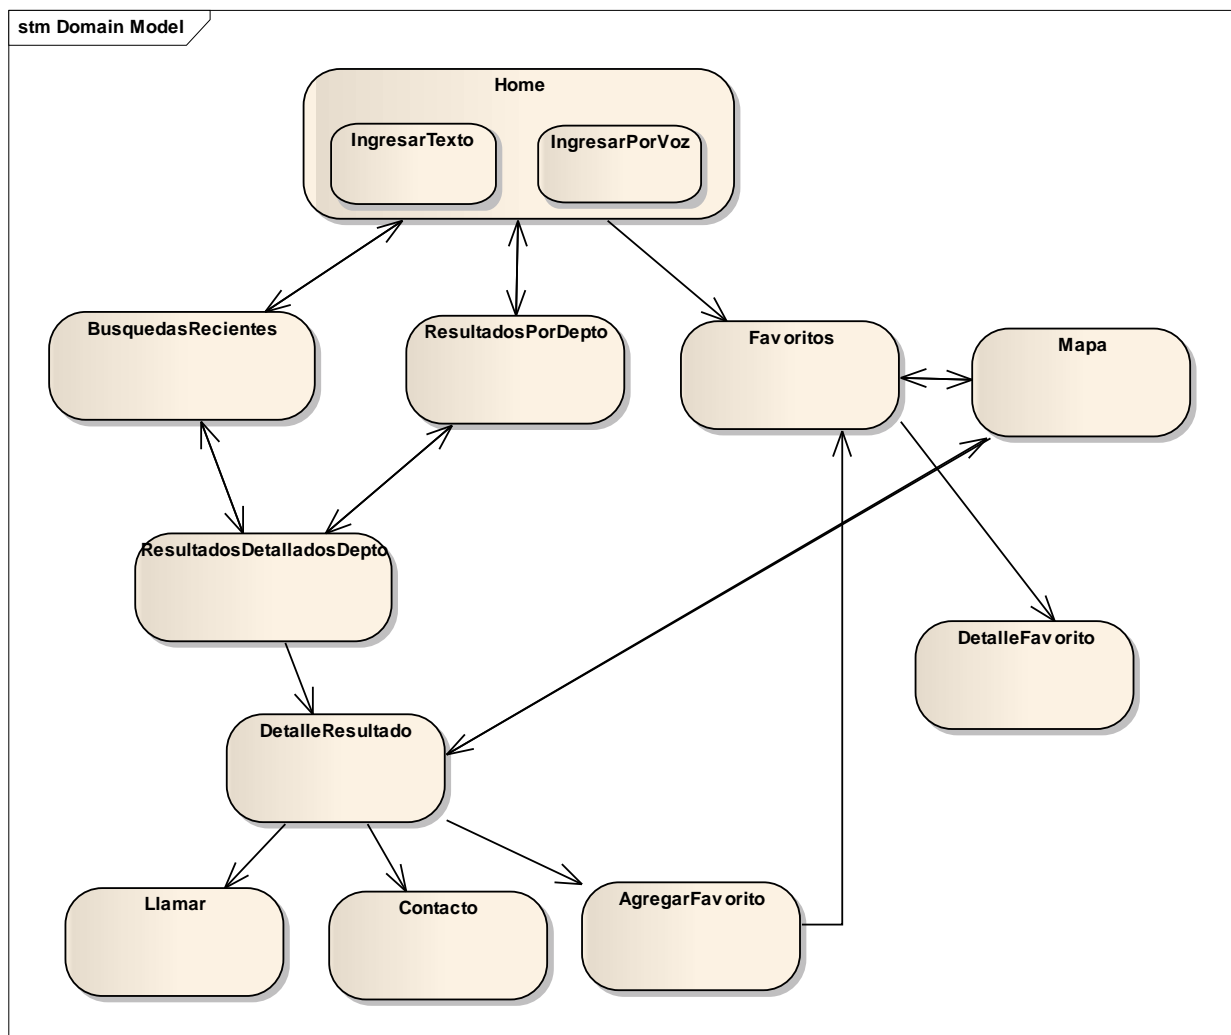 stm Domain Model
Home
IngresarTexto
IngresarPorVoz
BusquedasRecientes
ResultadosPorDepto
Favoritos
Mapa
ResultadosDetalladosDepto
DetalleFavorito
DetalleResultado
Llamar
Contacto
AgregarFavorito